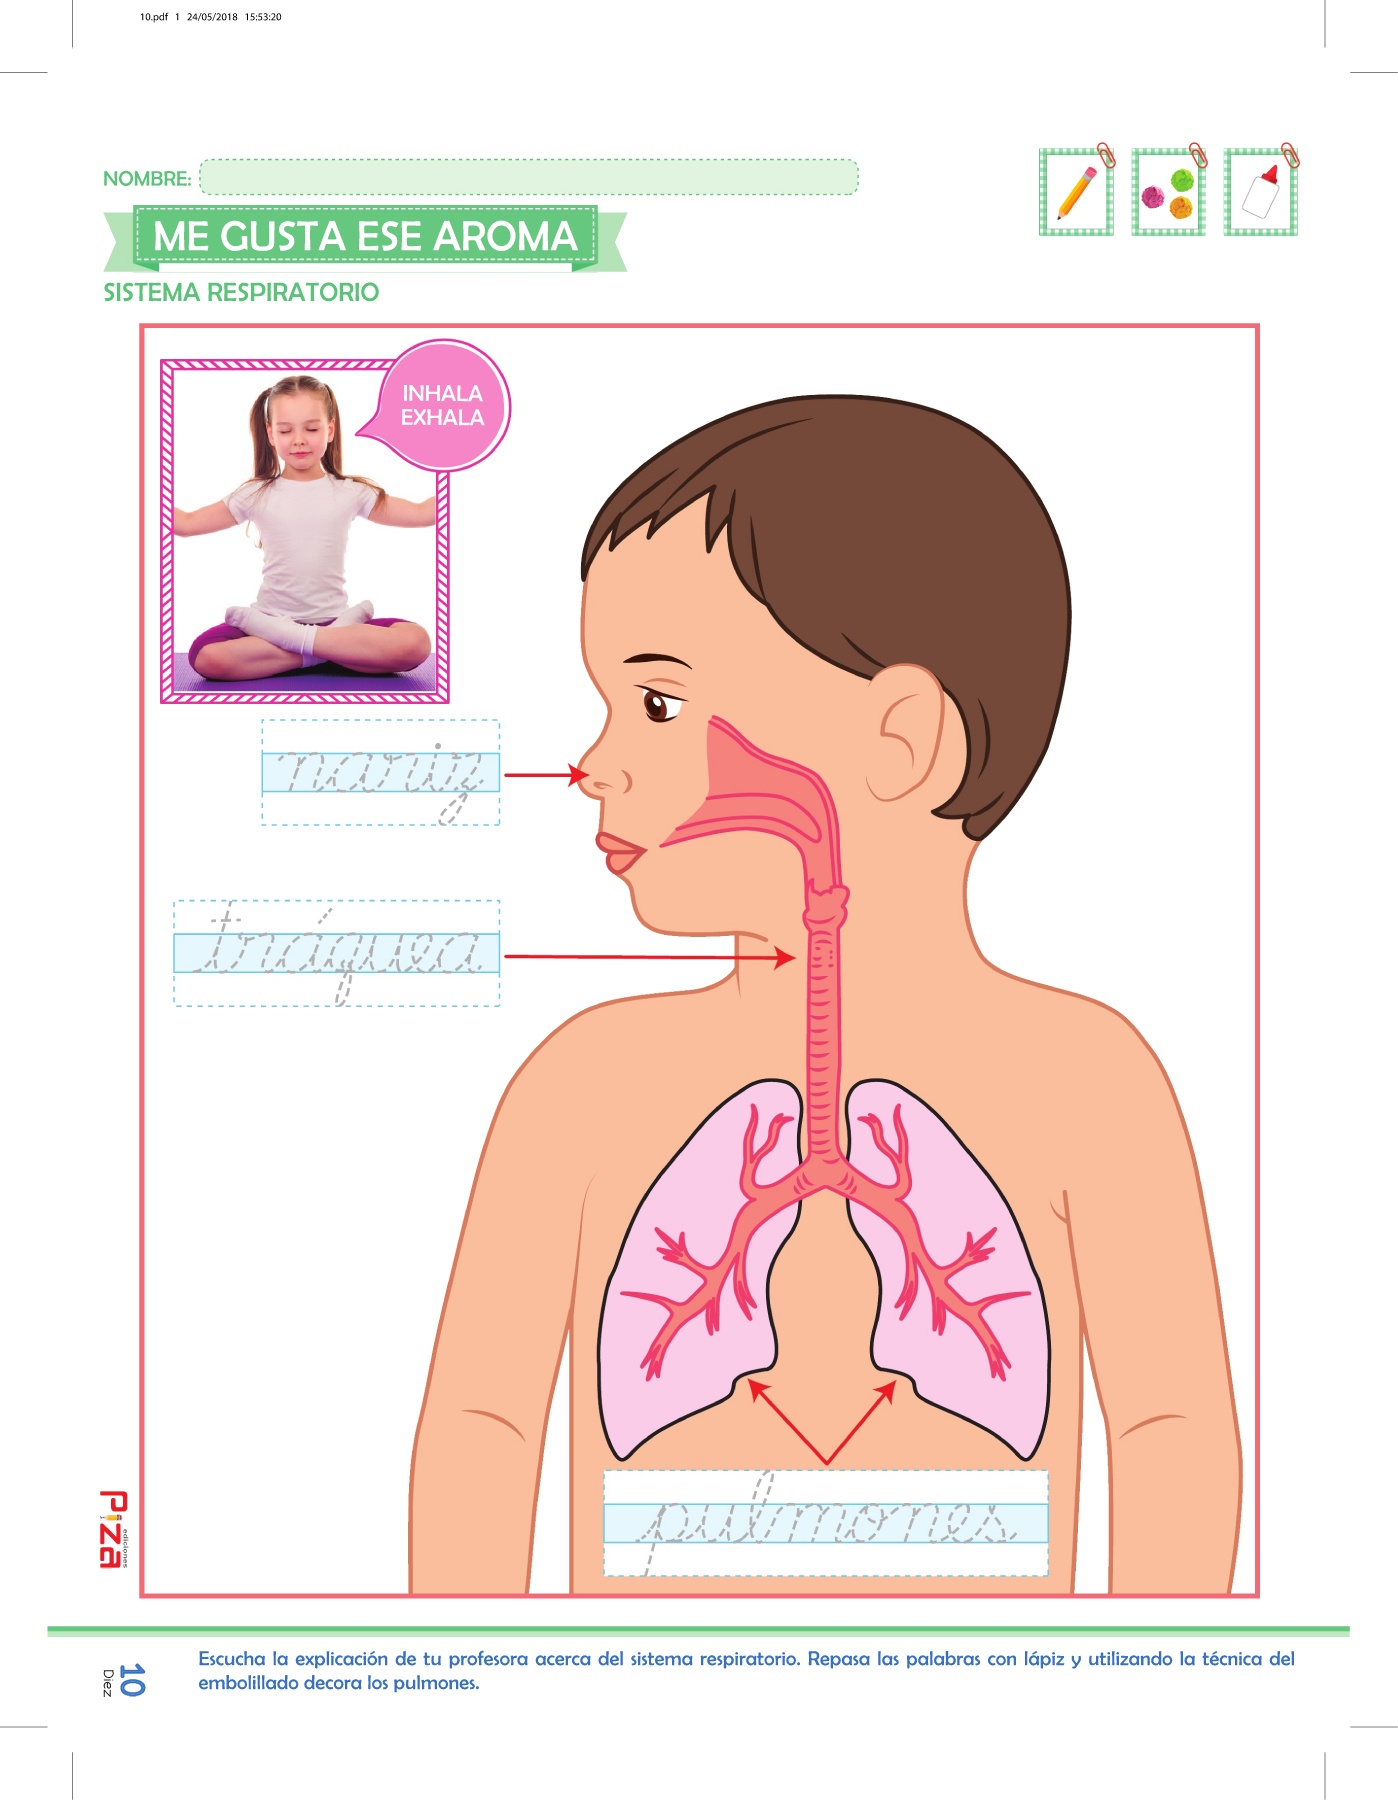 10.pdf 1 24/05/2018 15:53:20
NOMBRE:
ME GUSTA ESE AROMA
SISTEMA RESPIRATORIO
INHALA
EXHALA
nariz
tráquea
pulmones
Piza
ediciones
10
Diez
Escucha la explicación de tu profesora acerca del sistema respiratorio. Repasa las palabras con lápiz y utilizando la técnica del
embolillado decora los pulmones.